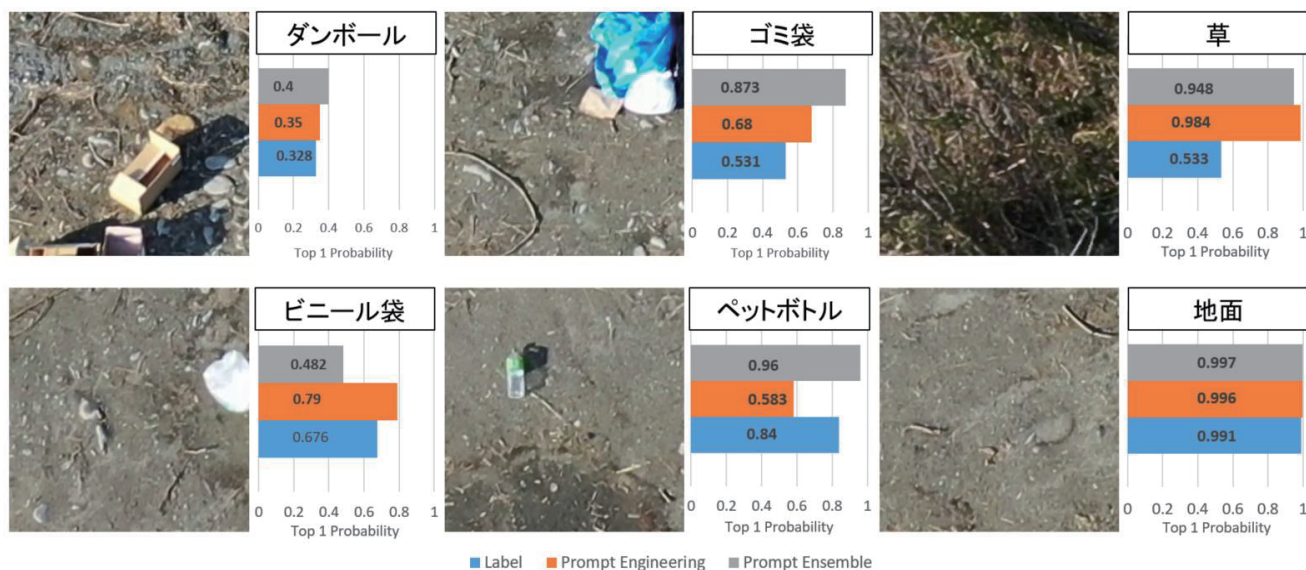 ダンボール
0.4
0.35
0.328
0 0.2 0.4 0.6 0.8 1
Top 1 Probability
ゴミ袋
0.873
0.68
0.531
0 0.2 0.4 0.6 0.8 1
Top 1 Probability
草
0.948
0.984
0.533
0 0.2 0.4 0.6 0.8 1
Top 1 Probability
ビニール袋
0.482
0.79
0.676
0 0.2 0.4 0.6 0.8 1
Top 1 Probability
ペットボトル
0.96
0.583
0.84
0 0.2 0.4 0.6 0.8 1
Top 1 Probability
地面
0.997
0.996
0.991
0 0.2 0.4 0.6 0.8 1
Top 1 Probability
Label Prompt Engineering Prompt Ensemble